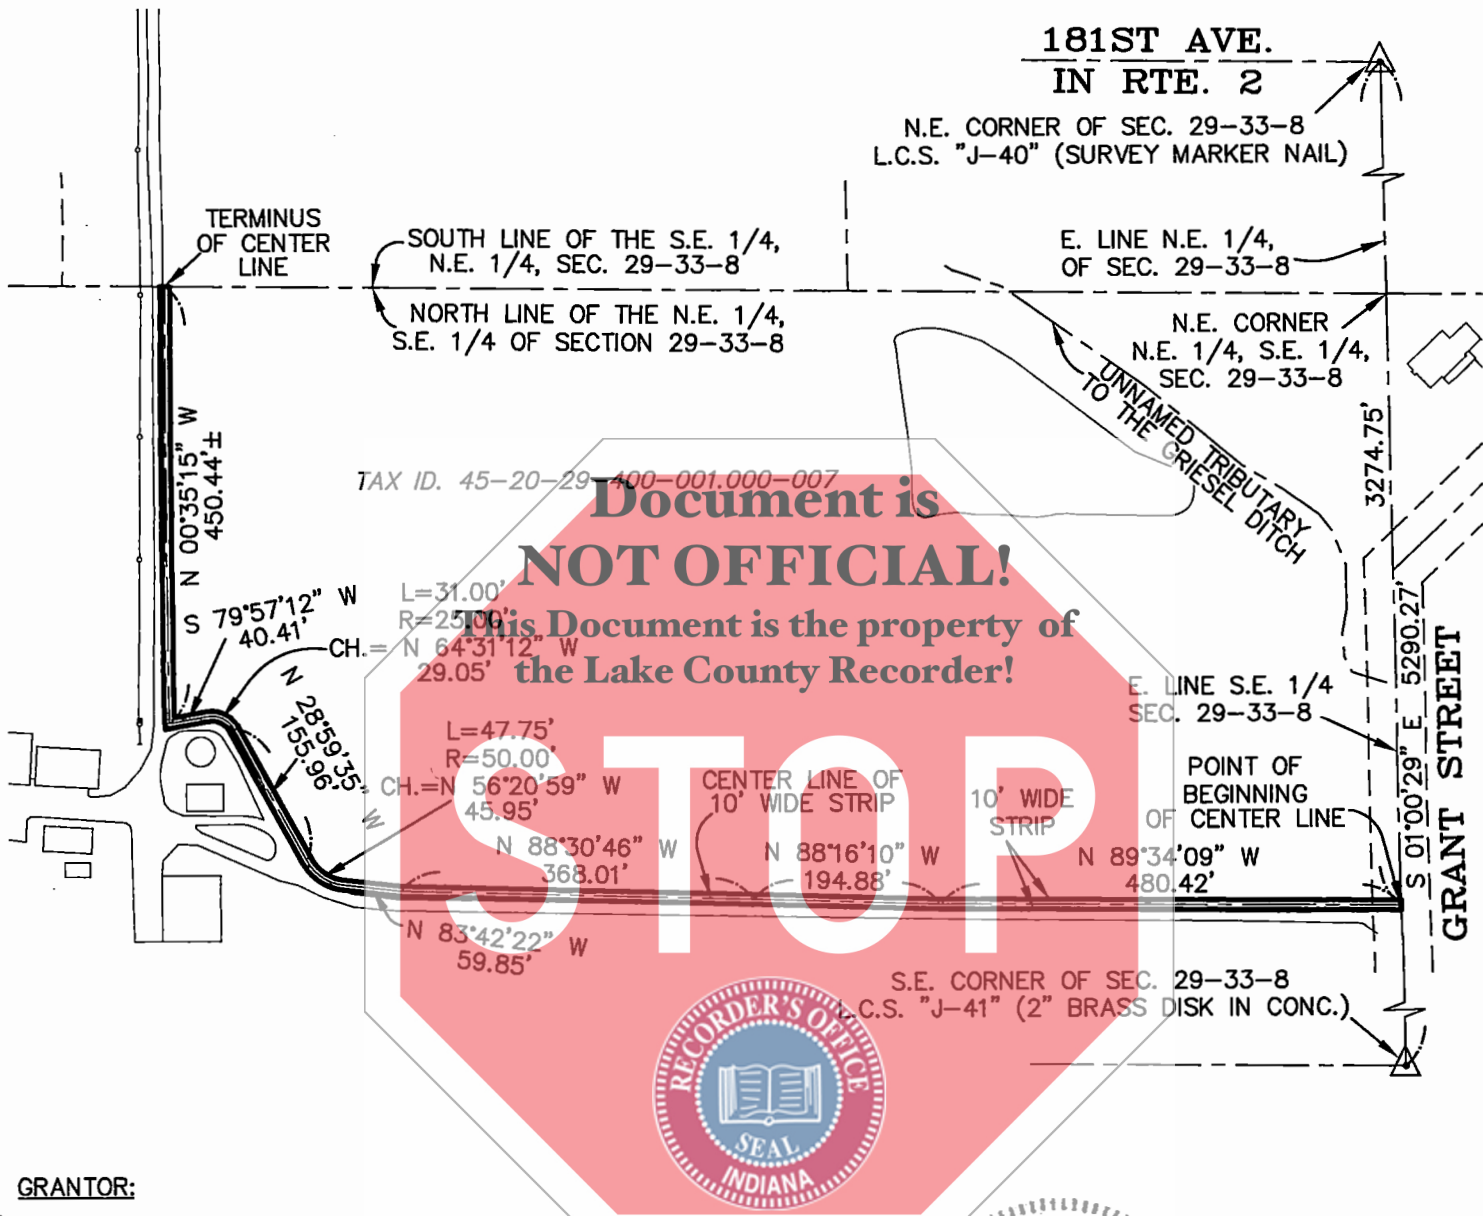 181ST AVE.
IN RTE. 2
N.E. CORNER OF SEC. 29-33-8
L.C.S. "J-40" (SURVEY MARKER NAIL)
TERMINUS
OF CENTER
LINE
SOUTH LINE OF THE S.E. 1/4,
N.E. 1/4, SEC. 29-33-8
E. LINE N.E. 1/4,
OF SEC. 29-33-8
NORTH LINE OF THE N.E. 1/4,
S.E. 1/4 OF SECTION 29-33-8
N.E. CORNER
N.E. 1/4, S.E. 1/4,
SEC. 29-33-8
UNNAMED TRIBUTARY
TO THE GRIESEL DITCH
3274.75'
N 00°35'15" W
450.44'±
TAX ID. 45-20-29-400-001.000-007
Document is
NOT OFFICIAL!
This Document is the property of
the Lake County Recorder!
STOP
S 79°57'12" W
40.41'
L=31.00'
R=25.00'
CH.= N 64°31'12" W
29.05'
N 28°59'35" W
155.96'
L=47.75'
R=50.00'
CH.=N 56°20'59" W
45.95'
CENTER LINE OF
10' WIDE STRIP
10' WIDE
STRIP
E. LINE S.E. 1/4
SEC. 29-33-8
POINT OF
BEGINNING
OF CENTER LINE
S 01°00'29" E 5290.27'
GRANT STREET
N 88°30'46" W
368.01'
N 88°16'10" W
194.88'
N 89°34'09" W
480.42'
N 83°42'22" W
59.85'
S.E. CORNER OF SEC. 29-33-8
L.C.S. "J-41" (2" BRASS DISK IN CONC.)
RECORDER'S OFFICE
SEAL
INDIANA
GRANTOR: